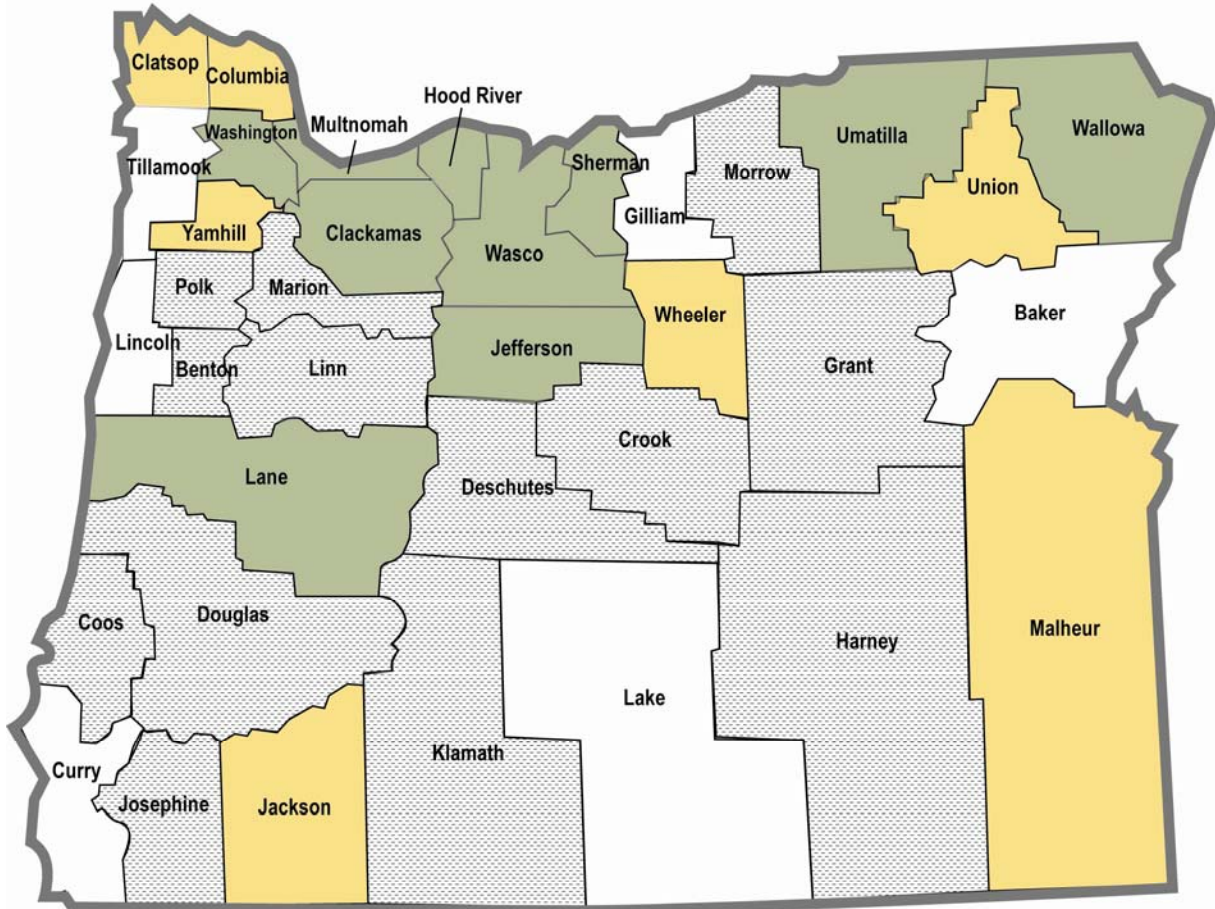 Clatsop
Columbia
Hood River
Multnomah
Washington
Tillamook
Umatilla
Wallowa
Sherman
Morrow
Union
Gilliam
Yamhill
Clackamas
Wasco
Polk
Marion
Wheeler
Baker
Lincoln
Benton
Linn
Jefferson
Grant
Crook
Lane
Deschutes
Coos
Douglas
Malheur
Harney
Lake
Klamath
Curry
Josephine
Jackson